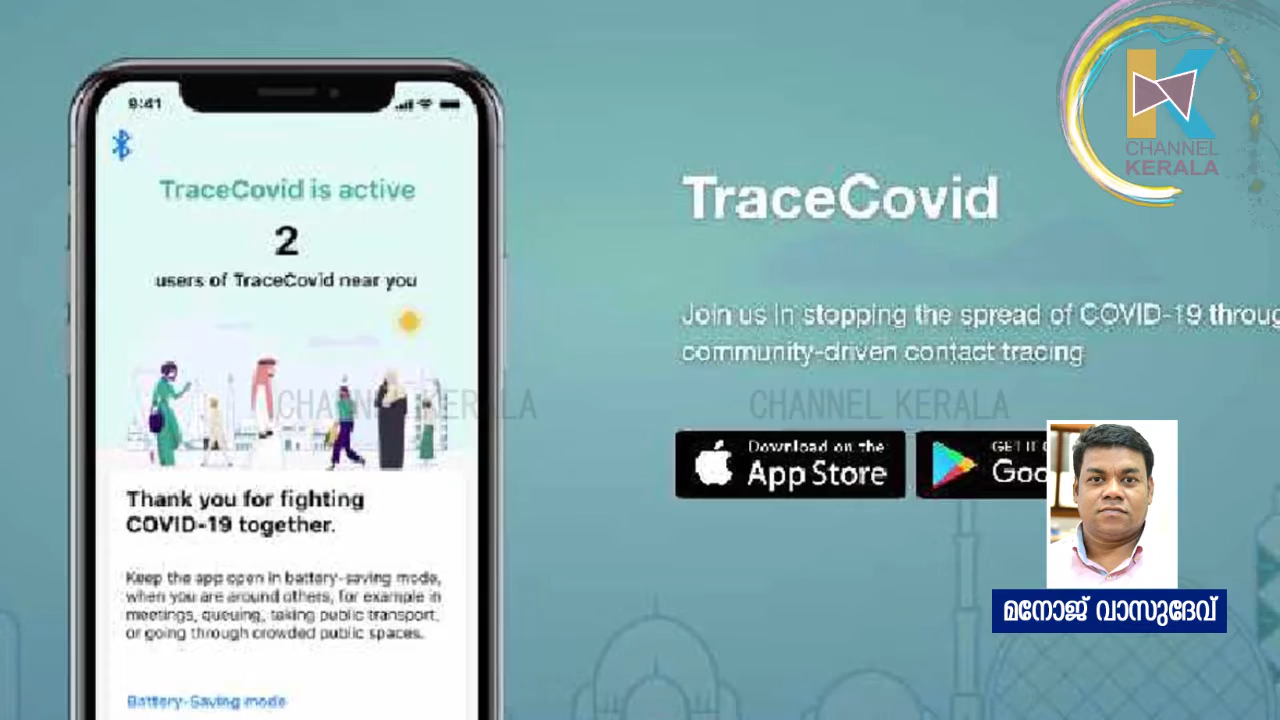 9:41
TraceCovid is active
2
users of TraceCovid near you
Thank you for fighting
COVID-19 together.
Keep the app open in battery-saving mode,
when you are around others, for example in
meetings, queuing, taking public transport,
or going through crowded public spaces.
Battery-Saving mode
TraceCovid
Join us in stopping the spread of COVID-19 throug
community-driven contact tracing
Download on the
App Store
GET IT O
Goo
K
CHANNEL
KERALA
CHANNEL KERALA
CHANNEL KERALA
മനോജ് വാസുദേവ്